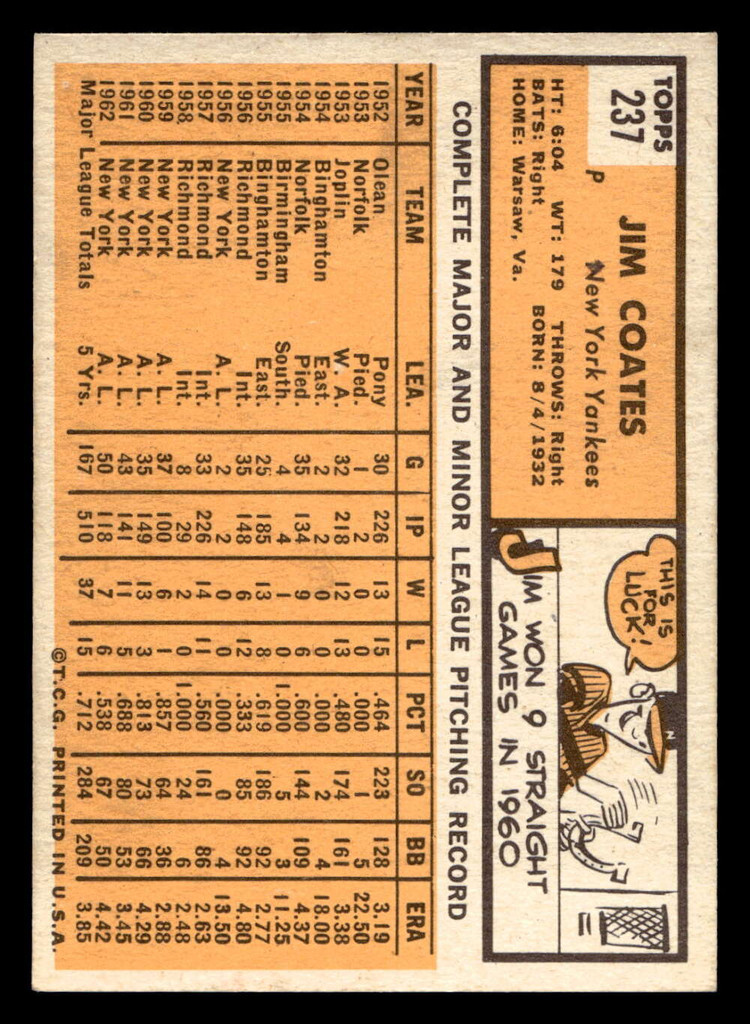 TOPPS
237
JIM COATES
P New York Yankees
HT: 6:04 WT: 179 THROWS: Right
BATS: Right BORN: 8/4/1932
HOME: Warsaw, Va.
THIS IS
FOR
LUCK!
N
JIM WON 9 STRAIGHT
GAMES IN 1960
COMPLETE MAJOR AND MINOR LEAGUE PITCHING RECORD
YEAR TEAM LEA. G IP W L PCT SO BB ERA
1952 Olean Pony 30 226 13 15 .464 223 128 3.19
1953 Norfolk Pied. 1 2 0 0 .000 1 5 22.50
1953 Joplin W. A. 32 218 12 13 .480 174 161 3.38
1954 Binghamton East. 2 2 0 0 .000 2 4 18.00
1954 Norfolk Pied. 35 134 9 6 .600 144 109 4.37
1955 Birmingham South. 4 4 1 0 1.000 5 3 11.25
1955 Binghamton East. 25 185 13 8 .619 186 92 2.77
1956 Richmond Int. 35 148 6 12 .333 85 92 4.80
1956 New York A. L. 2 2 0 0 .000 0 4 13.50
1957 Richmond Int. 33 226 14 11 .560 161 86 2.63
1958 Richmond Int. 8 29 2 0 1.000 24 6 2.48
1959 New York A. L. 37 100 6 1 .857 64 36 2.88
1960 New York A. L. 35 149 13 3 .813 73 66 4.29
1961 New York A. L. 43 141 11 5 .688 80 53 3.45
1962 New York A. L. 50 118 7 6 .538 67 50 4.42
Major League Totals 5 Yrs. 167 510 37 15 .712 284 209 3.85
©T.C.G. PRINTED IN U.S.A.